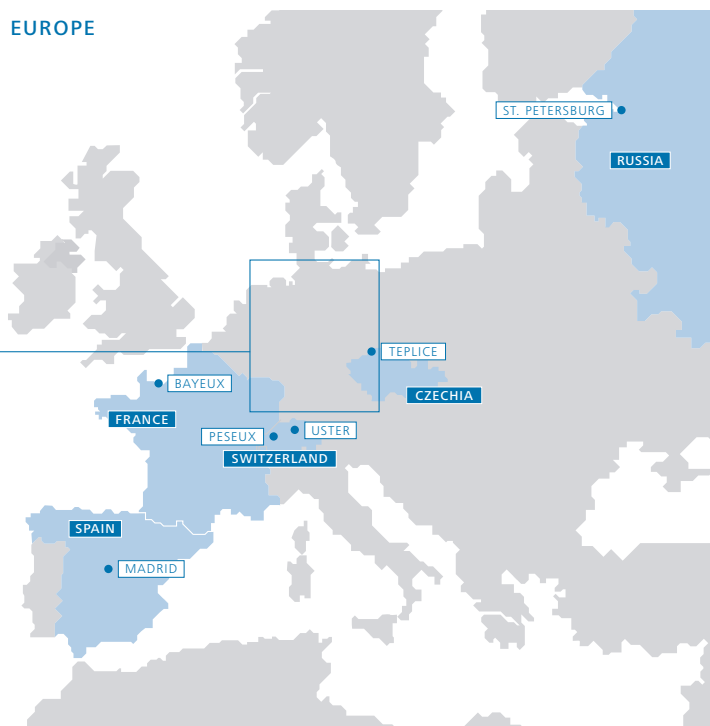 EUROPE
ST. PETERSBURG
RUSSIA
TEPLICE
BAYEUX
CZECHIA
FRANCE
USTER
PESEUX
SWITZERLAND
SPAIN
MADRID